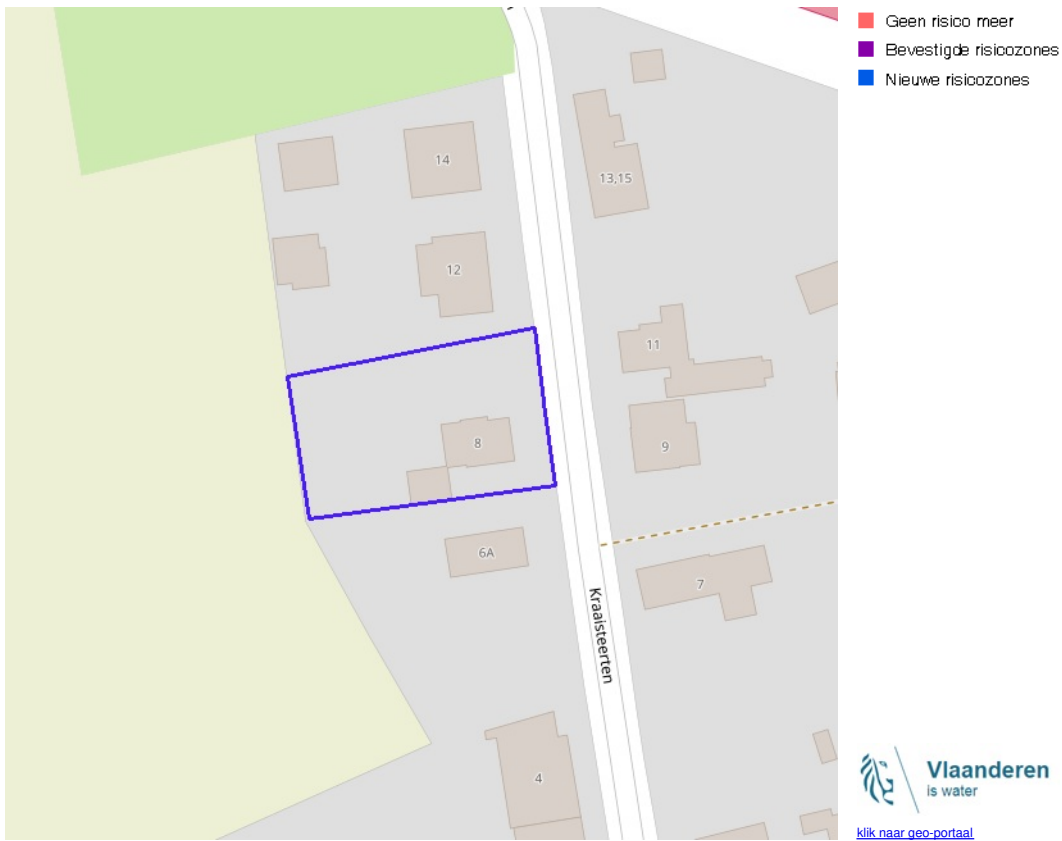 Geen risico meer
Bevestigde risicozones
Nieuwe risicozones
14
13,15
12
11
8
9
6A
7
Kraaisteerten
4
Vlaanderen
is water
klik naar geo-portaal